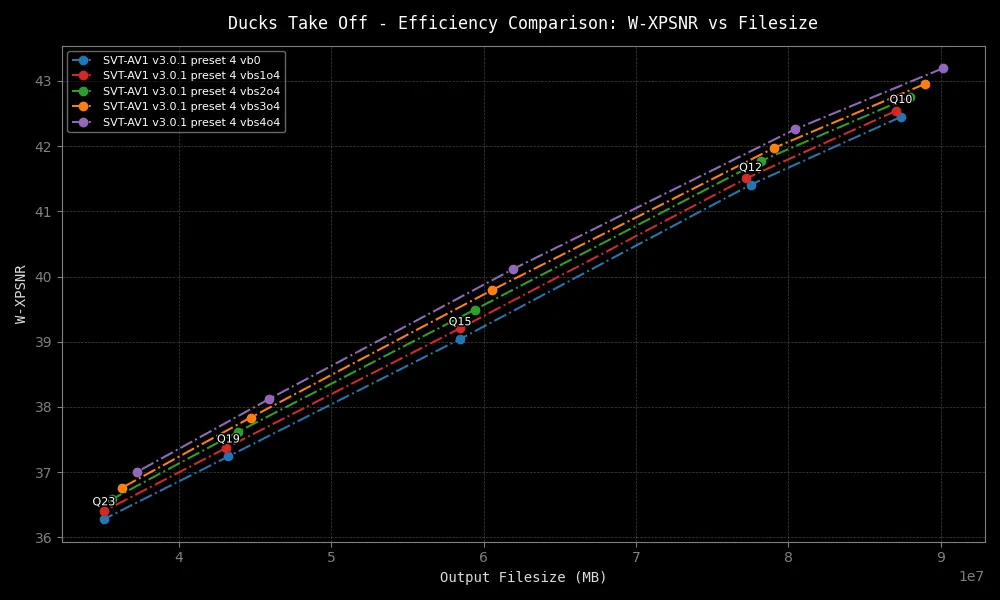 Ducks Take Off - Efficiency Comparison: W-XPSNR vs Filesize
SVT-AV1 v3.0.1 preset 4 vb0
SVT-AV1 v3.0.1 preset 4 vbs1o4
SVT-AV1 v3.0.1 preset 4 vbs2o4
SVT-AV1 v3.0.1 preset 4 vbs3o4
SVT-AV1 v3.0.1 preset 4 vbs4o4
43
42
41
40
39
38
37
36
W-XPSNR
Q10
Q12
Q15
Q19
Q23
4 5 6 7 8 9
1e7
Output Filesize (MB)